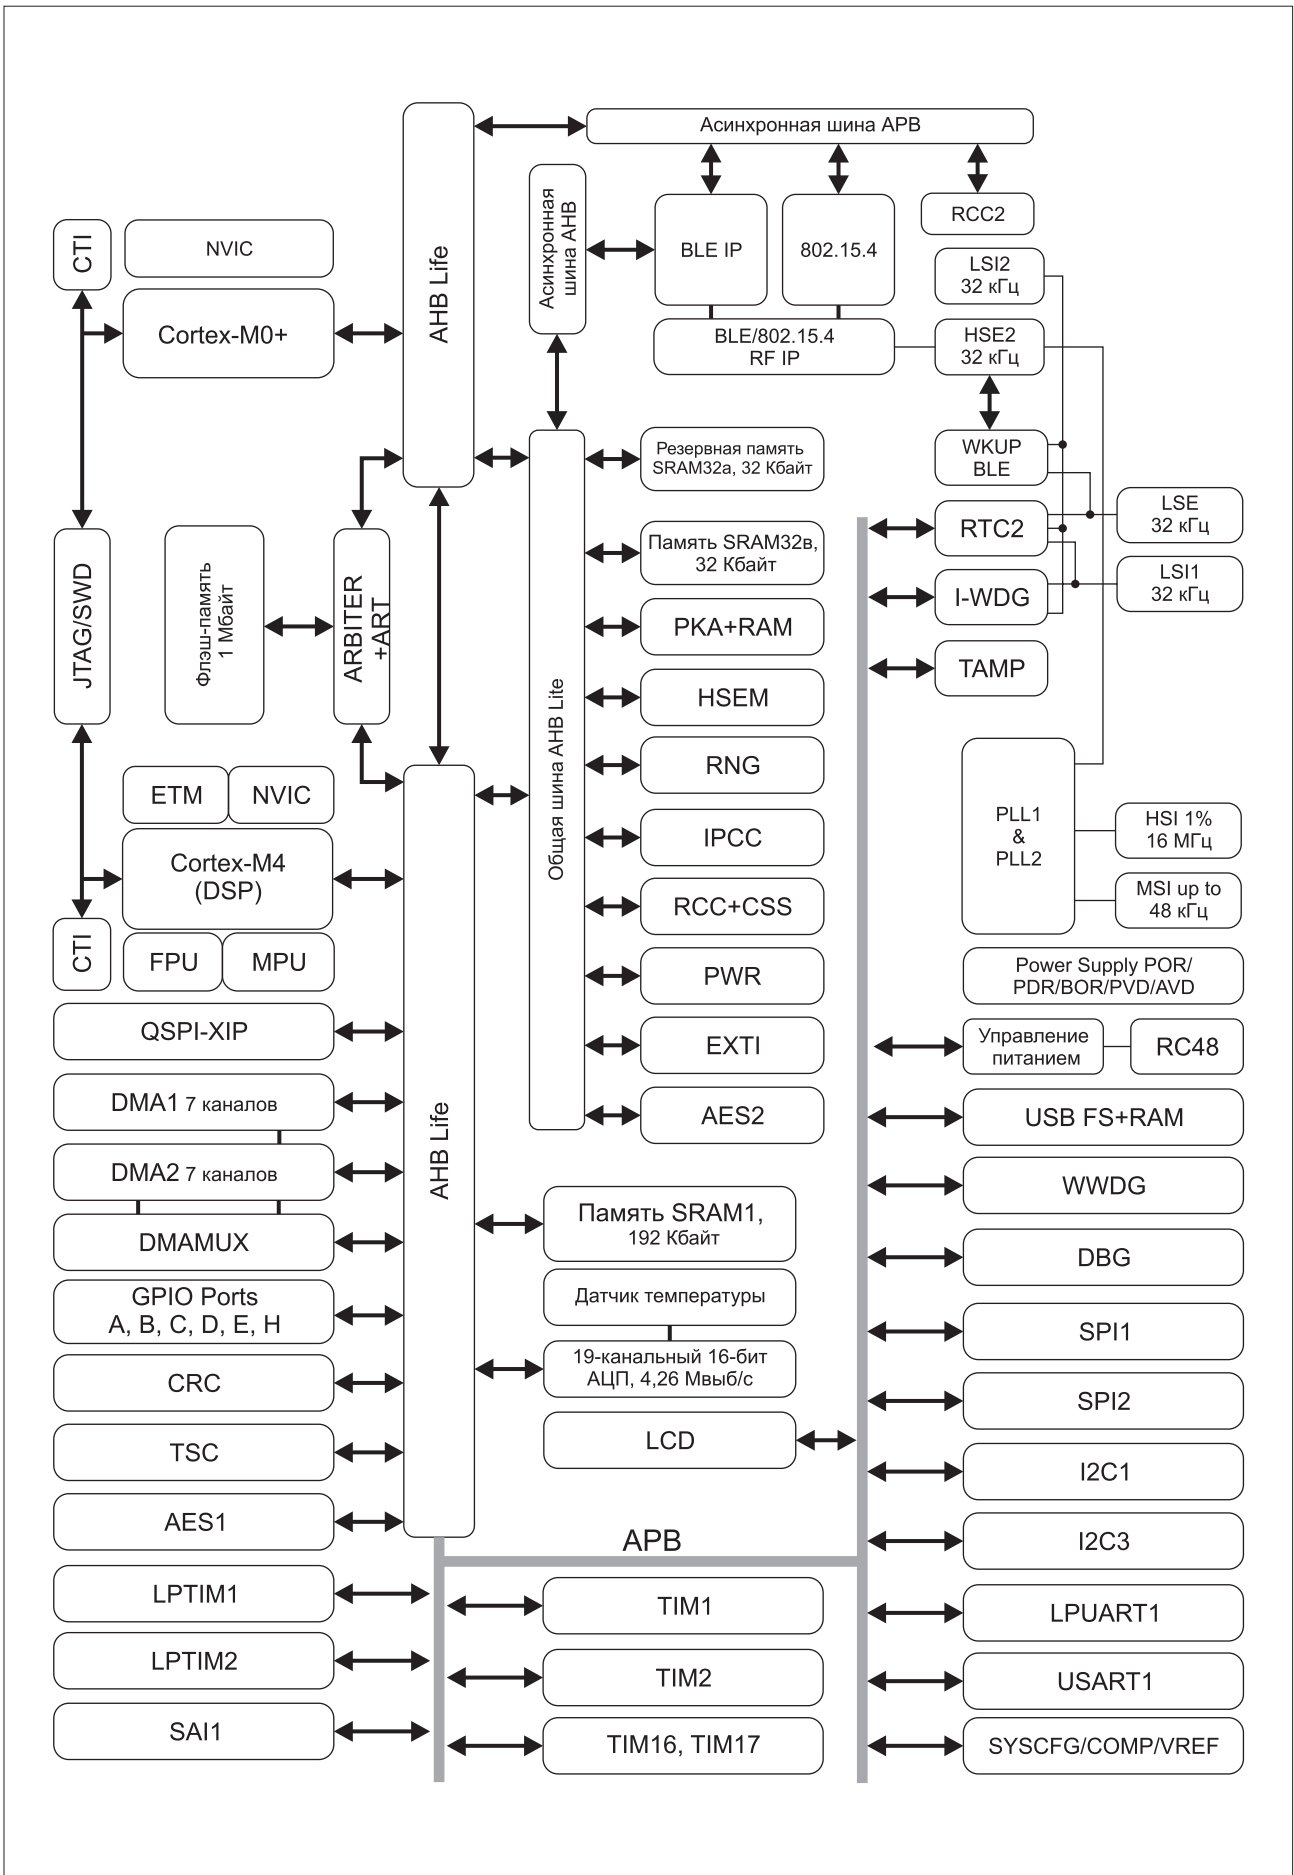 Асинхронная шина APB
AHB Life
Асинхронная
шина AHB
BLE IP
802.15.4
RCC2
CTI
NVIC
LSI2
32 кГц
Cortex-M0+
BLE/802.15.4
RF IP
HSE2
32 кГц
Резервная память
SRAM32а, 32 Кбайт
WKUP
BLE
JTAG/SWD
Флэш-память
1 Мбайт
ARBITER
+ART
Общая шина AHB Lite
Память SRAM32в,
32 Кбайт
RTC2
LSE
32 кГц
I-WDG
LSI1
32 кГц
PKA+RAM
TAMP
HSEM
RNG
ETM
NVIC
PLL1
&
PLL2
HSI 1%
16 МГц
IPCC
Cortex-M4
(DSP)
MSI up to
48 кГц
RCC+CSS
CTI
FPU
MPU
PWR
Power Supply POR/
PDR/BOR/PVD/AVD
QSPI-XIP
EXTI
Управление
питанием
RC48
DMA1 7 каналов
AHB Life
AES2
USB FS+RAM
DMA2 7 каналов
WWDG
DMAMUX
Память SRAM1,
192 Кбайт
DBG
GPIO Ports
A, B, C, D, E, H
Датчик температуры
SPI1
CRC
19-канальный 16-бит
АЦП, 4,26 Мвыб/с
SPI2
TSC
LCD
I2C1
AES1
APB
I2C3
LPTIM1
TIM1
LPUART1
LPTIM2
TIM2
USART1
SAI1
TIM16, TIM17
SYSCFG/COMP/VREF